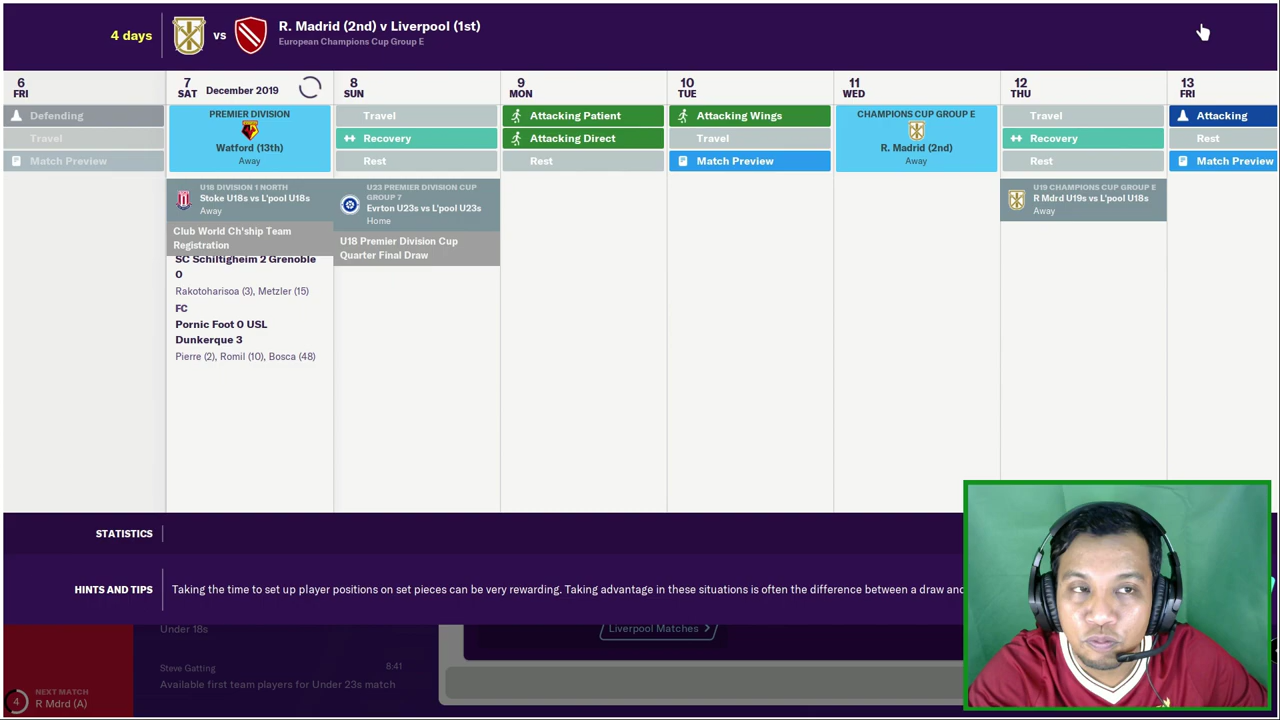 4 days
vs
R. Madrid (2nd) v Liverpool (1st)
European Champions Cup Group E
6
FRI
7
SAT
December 2019
8
SUN
9
MON
10
TUE
11
WED
12
THU
13
FRI
Defending
Travel
Match Preview
PREMIER DIVISION
Watford (13th)
Away
Travel
Recovery
Rest
Attacking Patient
Attacking Direct
Rest
Attacking Wings
Travel
Match Preview
CHAMPIONS CUP GROUP E
R. Madrid (2nd)
Away
Travel
Recovery
Rest
Attacking
Rest
Match Preview
U18 DIVISION 1 NORTH
Stoke U18s vs L'pool U18s
Away
Club World Ch'ship Team
Registration
SC Schiltigheim 2 Grenoble
0
Rakotoharisoa (3), Metzler (15)
FC
Pornic Foot 0 USL
Dunkerque 3
Pierre (2), Romil (10), Bosca (48)
U23 PREMIER DIVISION CUP
GROUP 7
Evrton U23s vs L'pool U23s
Home
U18 Premier Division Cup
Quarter Final Draw
U19 CHAMPIONS CUP GROUP E
R Mdrd U19s vs L'pool U18s
Away
STATISTICS
HINTS AND TIPS
Taking the time to set up player positions on set pieces can be very rewarding. Taking advantage in these situations is often the difference between a draw and
Under 18s
Liverpool Matches
Steve Gatting
8:41
Available first team players for Under 23s match
4
NEXT MATCH
R Mdrd (A)